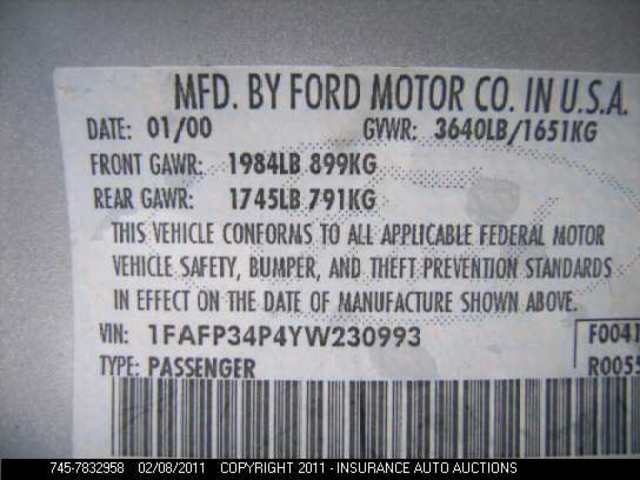 MFD. BY FORD MOTOR CO. IN U.S.A.
DATE: 01/00 GVWR: 3640LB/1651KG
FRONT GAWR: 1984LB 899KG
REAR GAWR: 1745LB 791KG
THIS VEHICLE CONFORMS TO ALL APPLICABLE FEDERAL MOTOR
VEHICLE SAFETY, BUMPER, AND THEFT PREVENTION STANDARDS
IN EFFECT ON THE DATE OF MANUFACTURE SHOWN ABOVE.
VIN: 1FAFP34P4YW230993 F0041
TYPE: PASSENGER R0055
745-7832958 02/08/2011 COPYRIGHT 2011 - INSURANCE AUTO AUCTIONS